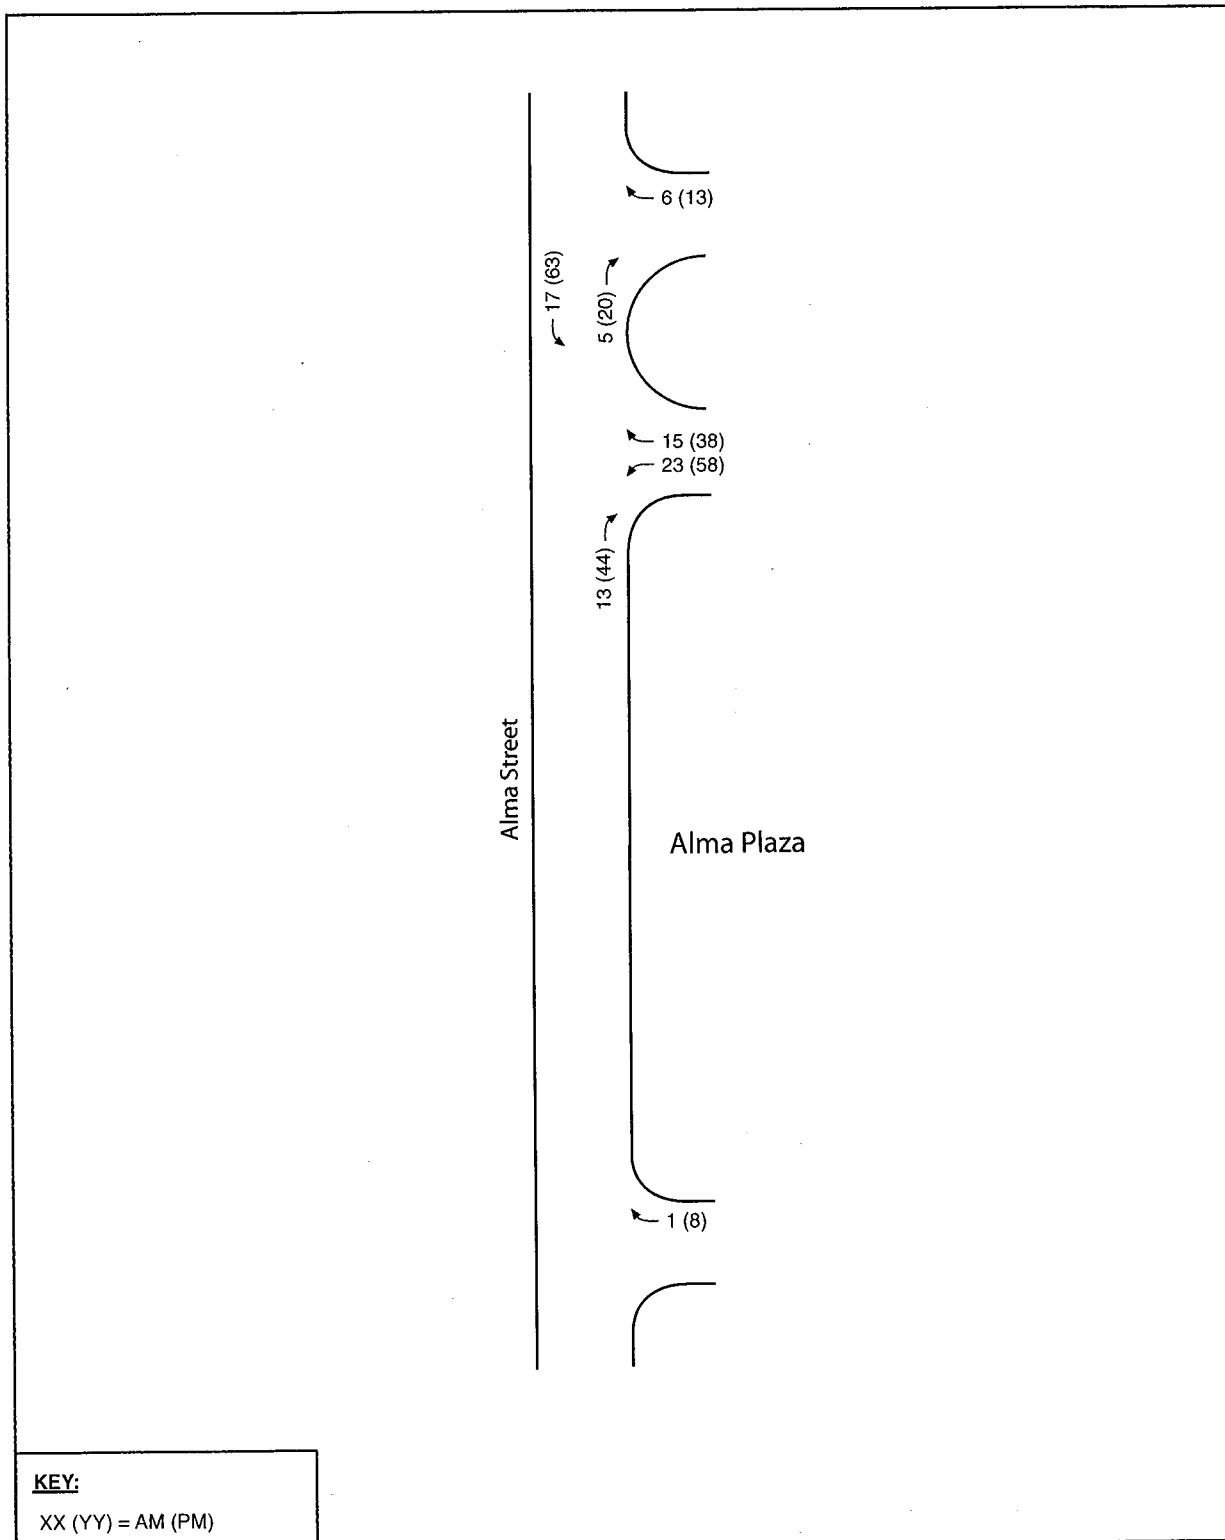 6 (13)
17 (63)
5 (20)
15 (38)
23 (58)
13 (44)
Alma Street
Alma Plaza
1 (8)
KEY:
XX (YY) = AM (PM)